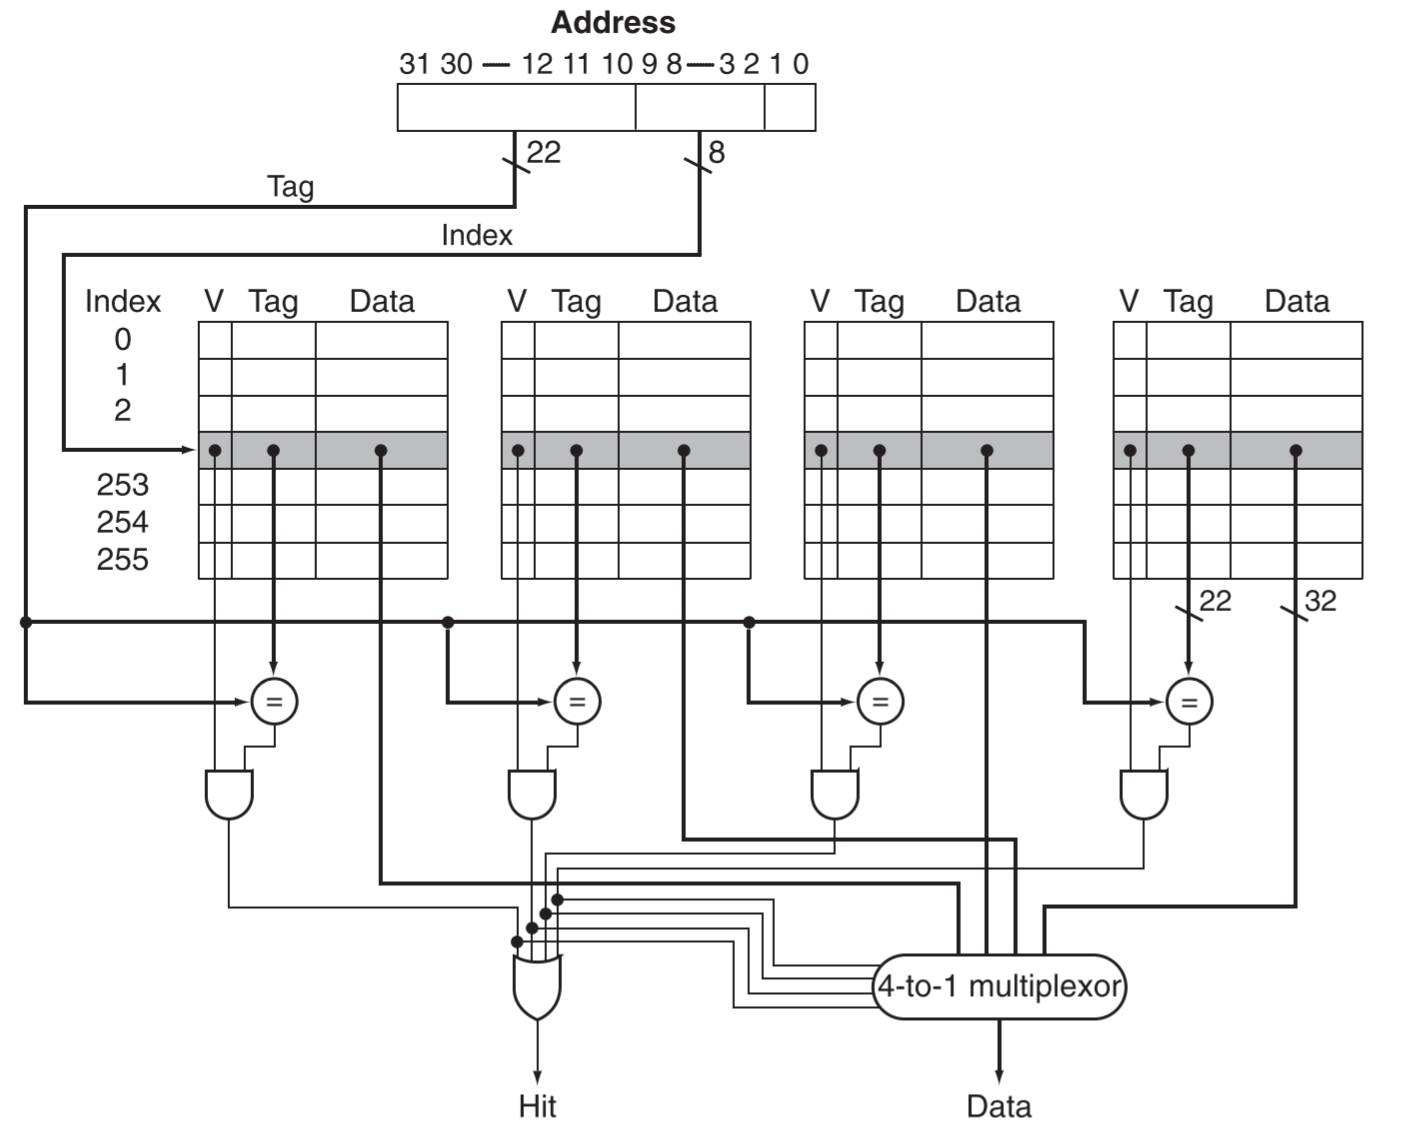 Address
31 30 — 12 11 10 9 8 — 3 2 1 0
22
8
Tag
Index
Index V Tag Data V Tag Data V Tag Data V Tag Data
0
1
2
253
254
255
22
32
= = = =
4-to-1 multiplexor
Hit
Data